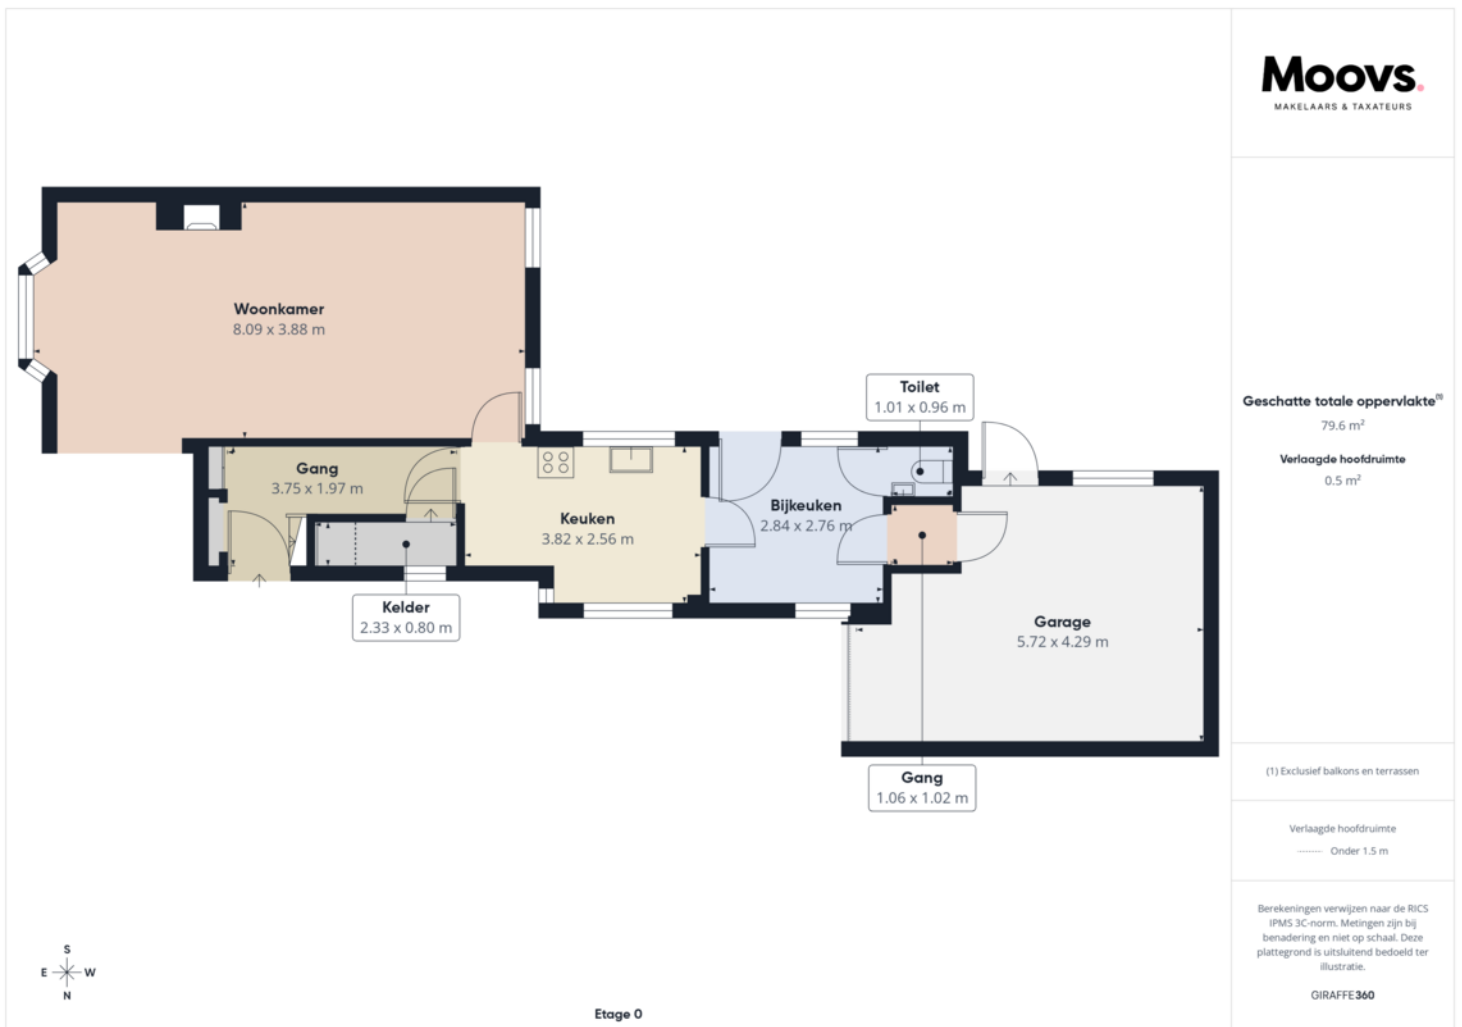 Moovs.
MAKELAARS & TAXATEURS
Woonkamer
8.09 x 3.88 m
Toilet
1.01 x 0.96 m
Geschatte totale oppervlakte(1)
79.6 m²
Verlaagde hoofdruimte
0.5 m²
Gang
3.75 x 1.97 m
Keuken
3.82 x 2.56 m
Bijkeuken
2.84 x 2.76 m
Kelder
2.33 x 0.80 m
Garage
5.72 x 4.29 m
Gang
1.06 x 1.02 m
(1) Exclusief balkons en terrassen
Verlaagde hoofdruimte
Onder 1.5 m
Berekeningen verwijzen naar de RICS
IPMS 3C-norm. Metingen zijn bij
benadering en niet op schaal. Deze
plattegrond is uitsluitend bedoeld ter
illustratie.
GIRAFFE360
S
E W
N
Etage 0